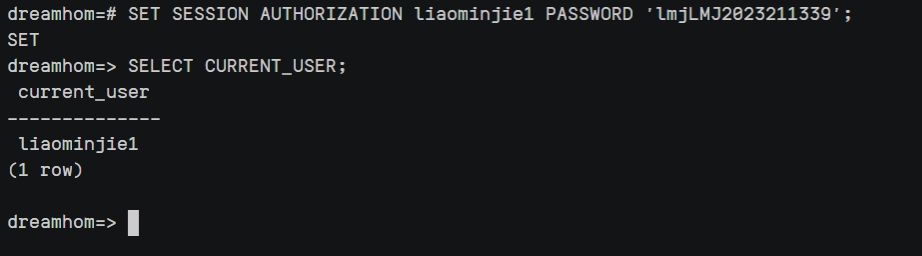 dreamhom=# SET SESSION AUTHORIZATION liaominjie1 PASSWORD 'lmjLMJ2023211339';
SET
dreamhom=> SELECT CURRENT_USER;
 current_user
--------------
 liaominjie1
(1 row)

dreamhom=>